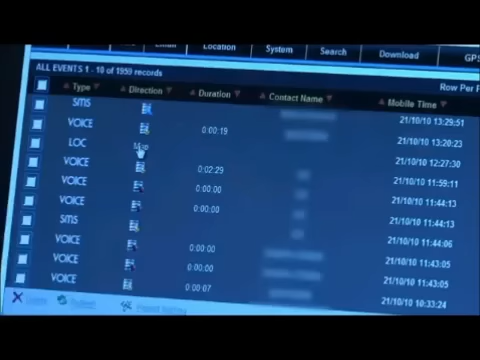 Email Location System Search Download GPS
ALL EVENTS 1 - 10 of 1959 records
Row Per
Type Direction Duration Contact Name Mobile Time
SMS 21/10/10 13:29:51
VOICE 0:00:19 21/10/10 13:20:23
LOC Map 21/10/10 12:27:30
VOICE 0:02:29 21/10/10 11:59:11
VOICE 0:00:00 21/10/10 11:44:13
VOICE 0:00:00 21/10/10 11:44:13
SMS 21/10/10 11:44:06
VOICE 0:00:00 21/10/10 11:43:05
VOICE 0:00:00 21/10/10 11:43:05
VOICE 0:00:07 21/10/10 10:33:24